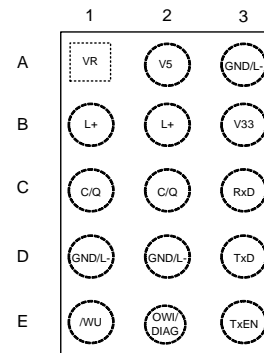 1 2 3
A VR V5 GND/L-
B L+ L+ V33
C C/Q C/Q RxD
D GND/L- GND/L- TxD
E /WU OWI/
DIAG TxEN